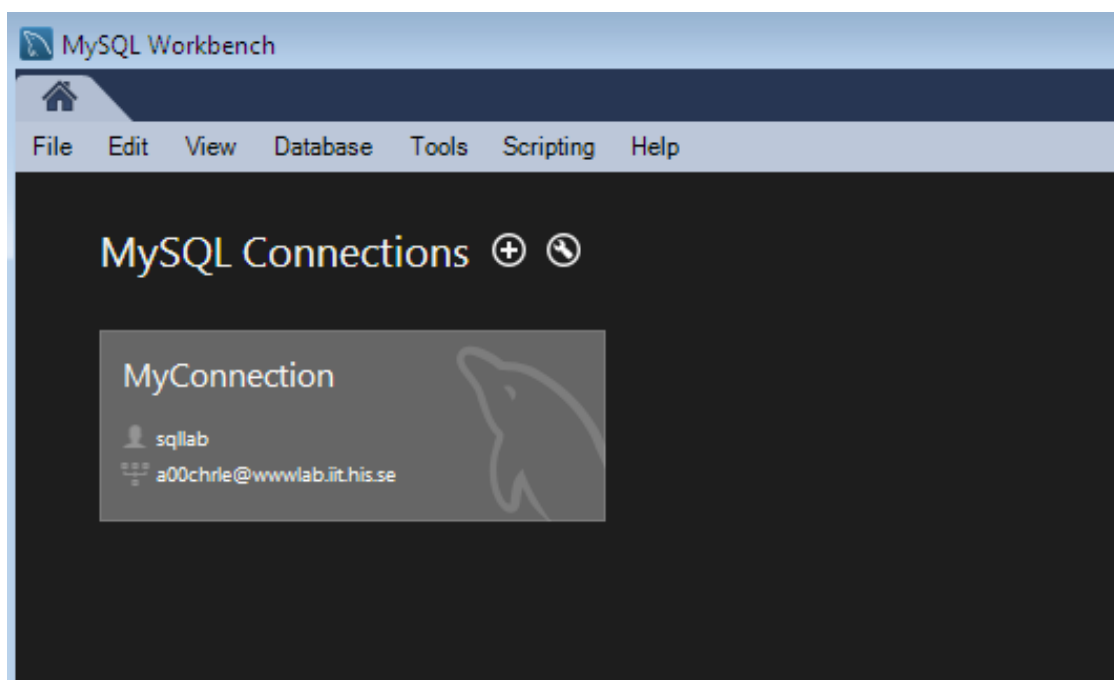 MySQL Workbench
File Edit View Database Tools Scripting Help
MySQL Connections
MyConnection
sqllab
a00chrle@wwwlab.iit.his.se